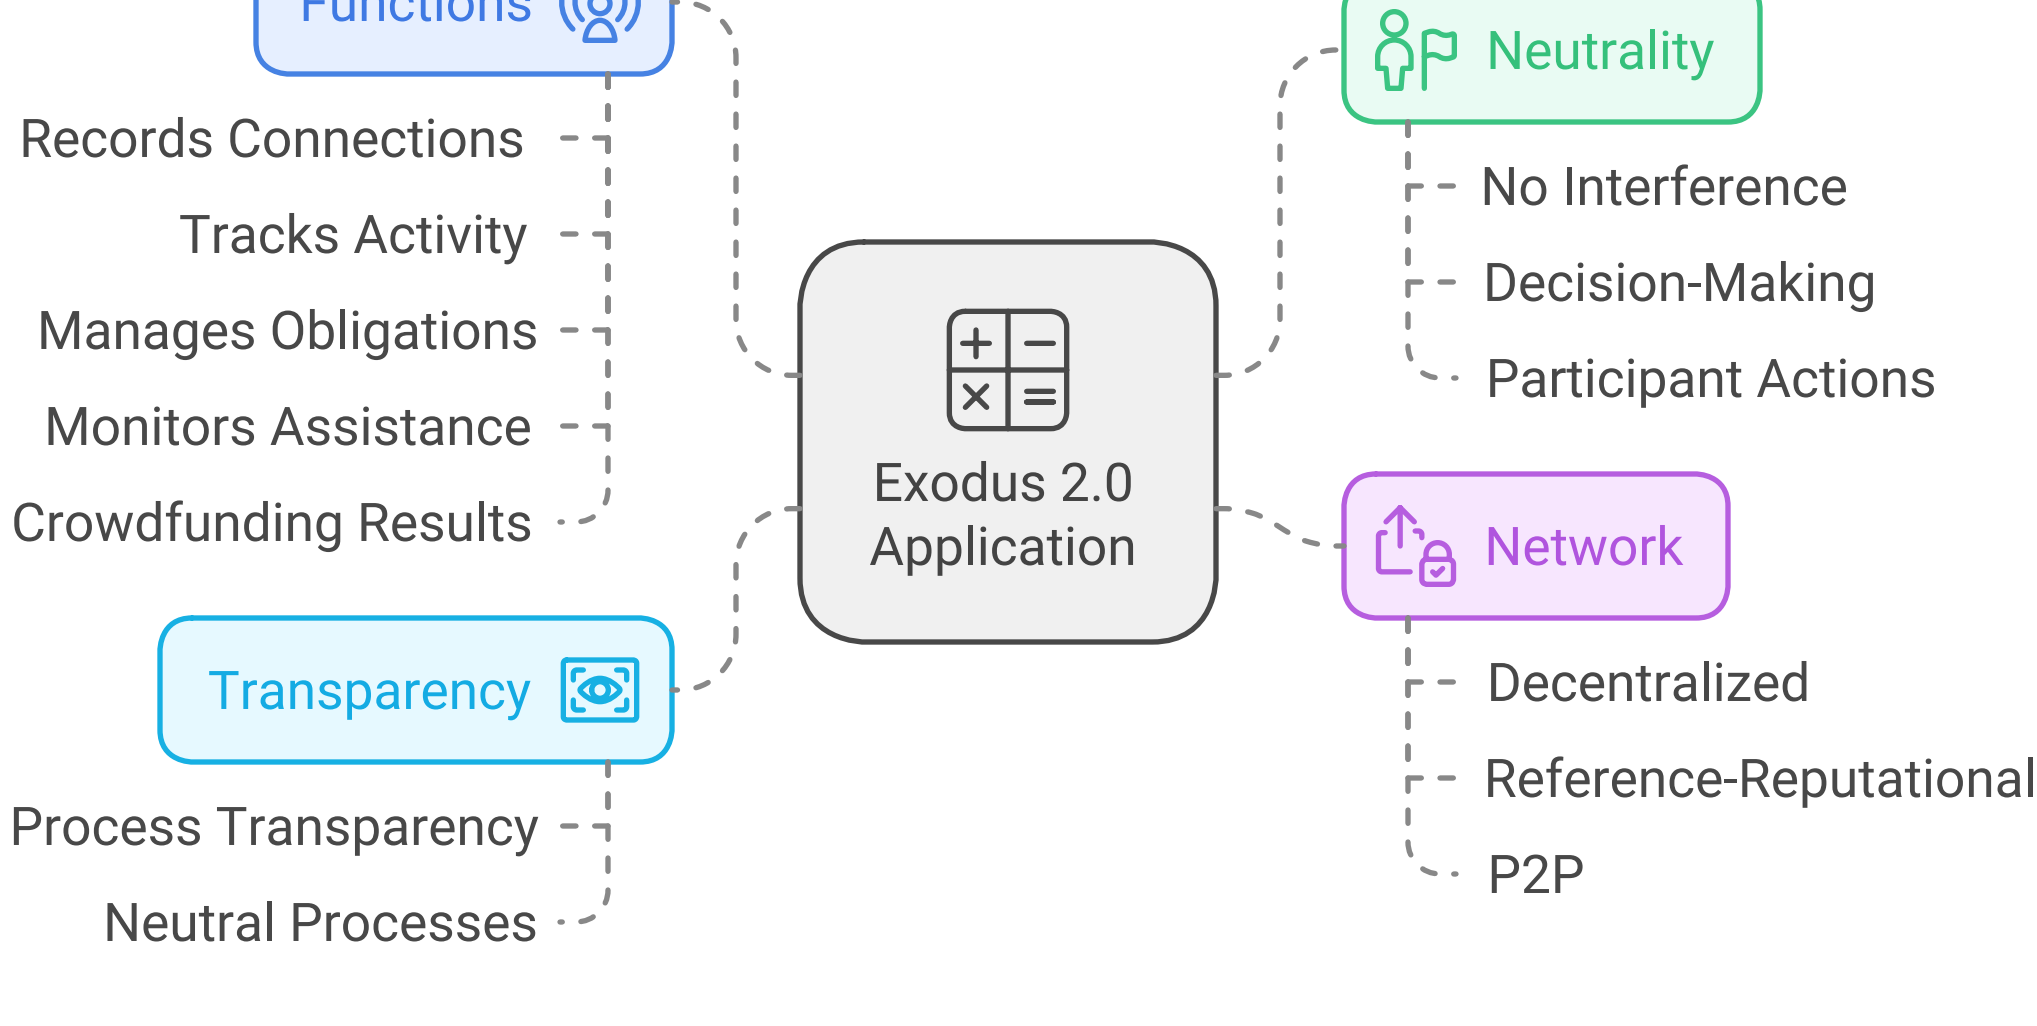 Functions
Records Connections
Tracks Activity
Manages Obligations
Monitors Assistance
Crowdfunding Results
Transparency
Process Transparency
Neutral Processes
Exodus 2.0
Application
Neutrality
No Interference
Decision-Making
Participant Actions
Network
Decentralized
Reference-Reputational
P2P